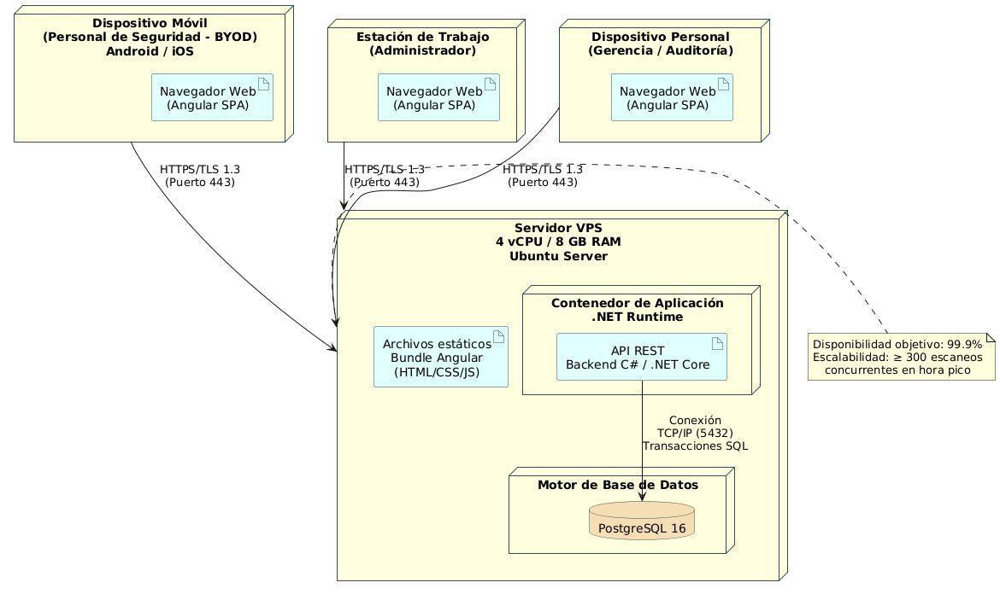 Dispositivo Móvil
(Personal de Seguridad - BYOD)
Android / iOS
Navegador Web
(Angular SPA)
Estación de Trabajo
(Administrador)
Navegador Web
(Angular SPA)
Dispositivo Personal
(Gerencia / Auditoría)
Navegador Web
(Angular SPA)
HTTPS/TLS 1.3
(Puerto 443)
HTTPS/TLS 1.3
(Puerto 443)
HTTPS/TLS 1.3
(Puerto 443)
Servidor VPS
4 vCPU / 8 GB RAM
Ubuntu Server
Archivos estáticos
Bundle Angular
(HTML/CSS/JS)
Contenedor de Aplicación
.NET Runtime
API REST
Backend C# / .NET Core
Conexión
TCP/IP (5432)
Transacciones SQL
Motor de Base de Datos
PostgreSQL 16
Disponibilidad objetivo: 99.9%
Escalabilidad: ≥ 300 escaneos
concurrentes en hora pico